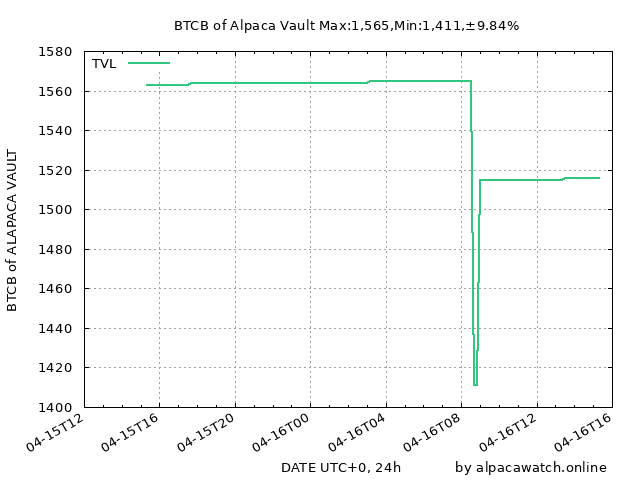 BTCB of Alpaca Vault Max:1,565,Min:1,411,±9.84%
TVL
1580
1560
1540
1520
1500
1480
1460
1440
1420
1400
BTCB of ALAPACA VAULT
04-15T12
04-15T16
04-15T20
04-16T00
04-16T04
04-16T08
04-16T12
04-16T16
DATE UTC+0, 24h
by alpacawatch.online